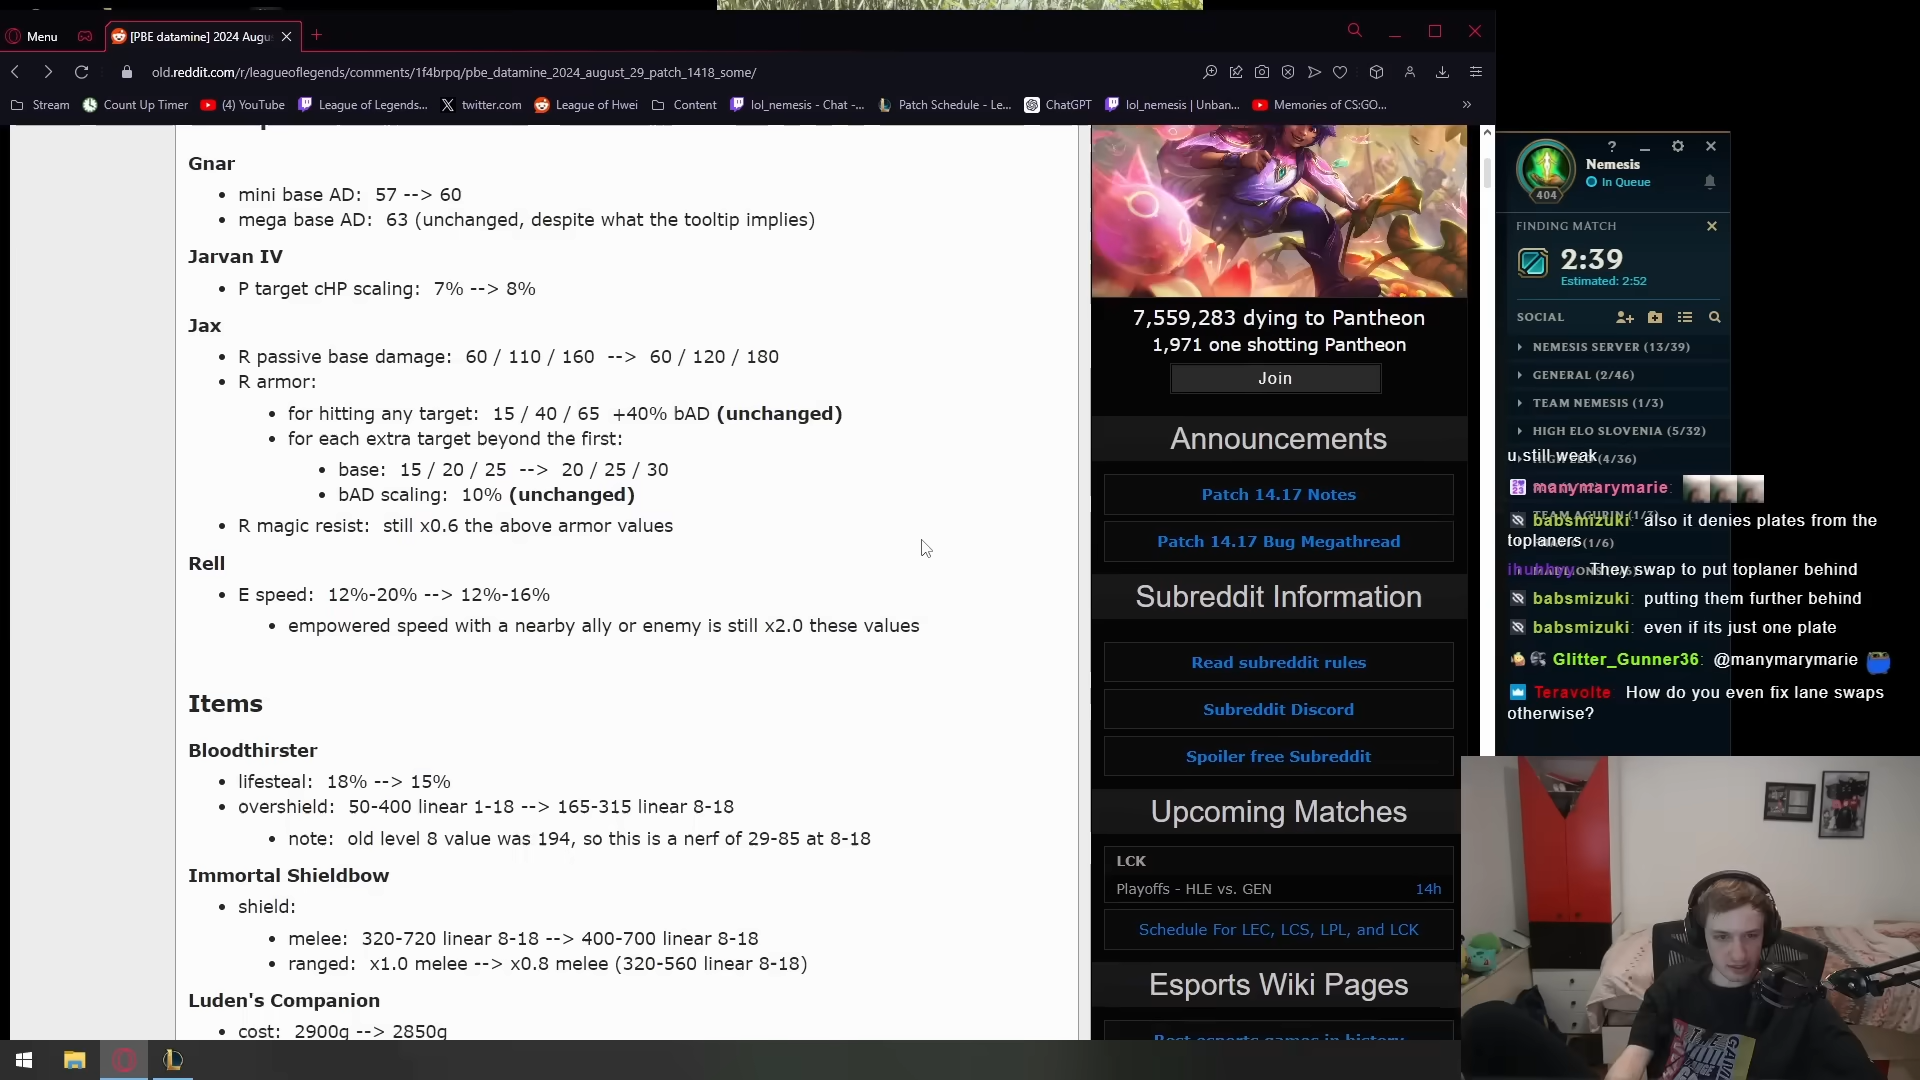 Menu
[PBE datamine] 2024 Augu
old.reddit.com/r/leagueoflegends/comments/1f4brpq/pbe_datamine_2024_august_29_patch_1418_some/
Stream
Count Up Timer
(4) YouTube
League of Legends...
twitter.com
League of Hwei
Content
lol_nemesis - Chat -...
Patch Schedule - Le...
ChatGPT
lol_nemesis | Unban...
Memories of CS:GO...
Gnar
• mini base AD: 57 --> 60
• mega base AD: 63 (unchanged, despite what the tooltip implies)
Jarvan IV
• P target cHP scaling: 7% --> 8%
Jax
• R passive base damage: 60 / 110 / 160 --> 60 / 120 / 180
• R armor:
• for hitting any target: 15 / 40 / 65 +40% bAD (unchanged)
• for each extra target beyond the first:
• base: 15 / 20 / 25 --> 20 / 25 / 30
• bAD scaling: 10% (unchanged)
• R magic resist: still x0.6 the above armor values
Rell
• E speed: 12%-20% --> 12%-16%
• empowered speed with a nearby ally or enemy is still x2.0 these values
Items
Bloodthirster
• lifesteal: 18% --> 15%
• overshield: 50-400 linear 1-18 --> 165-315 linear 8-18
• note: old level 8 value was 194, so this is a nerf of 29-85 at 8-18
Immortal Shieldbow
• shield:
• melee: 320-720 linear 8-18 --> 400-700 linear 8-18
• ranged: x1.0 melee --> x0.8 melee (320-560 linear 8-18)
Luden's Companion
• cost: 2900g --> 2850g
7,559,283 dying to Pantheon
1,971 one shotting Pantheon
Join
Announcements
Patch 14.17 Notes
Patch 14.17 Bug Megathread
Subreddit Information
Read subreddit rules
Subreddit Discord
Spoiler free Subreddit
Upcoming Matches
LCK
Playoffs - HLE vs. GEN 14h
Schedule For LEC, LCS, LPL, and LCK
Esports Wiki Pages
Best esports games in history
Nemesis
In Queue
404
FINDING MATCH
2:39
Estimated: 2:52
SOCIAL
NEMESIS SERVER (13/39)
GENERAL (2/46)
TEAM NEMESIS (1/3)
HIGH ELO SLOVENIA (5/32)
u still weak
(4/36)
manymarymarie:
TEAM AGURIN (1/3)
babsmizuki: also it denies plates from the
toplaners
(1/6)
ihubbyy: They swap to put toplaner behind
babsmizuki: putting them further behind
babsmizuki: even if its just one plate
Glitter_Gunner36: @manymarymarie
Teravolte How do you even fix lane swaps
otherwise?